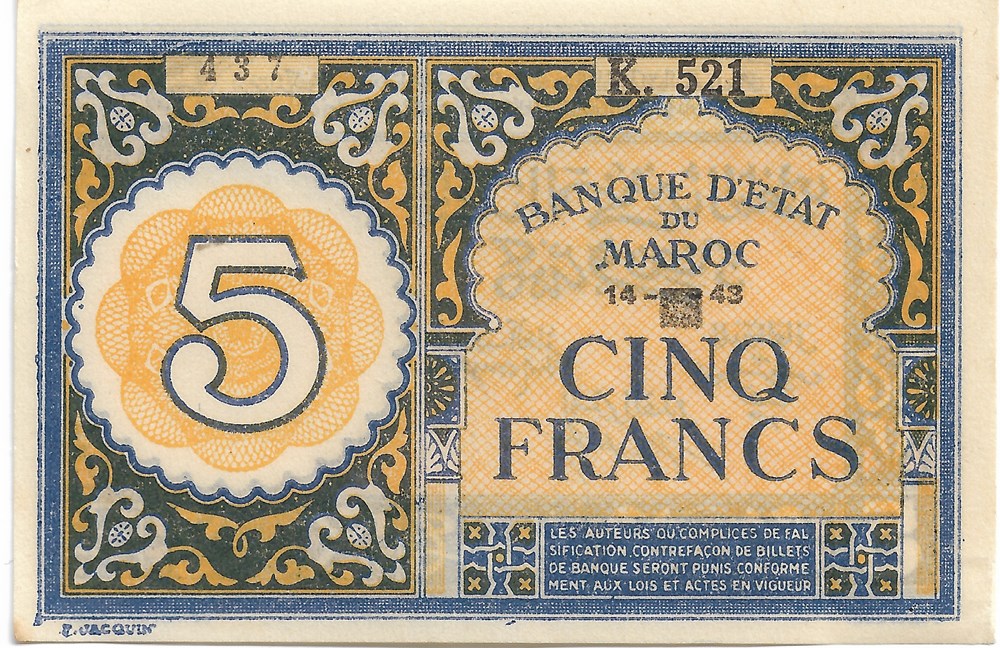 437
K. 521
5
BANQUE D'ETAT
DU
MAROC
14 - 43
CINQ
FRANCS
LES AUTEURS OU COMPLICES DE FAL
SIFICATION CONTREFAÇON DE BILLETS
DE BANQUE SERONT PUNIS CONFORME
MENT AUX LOIS ET ACTES EN VIGUEUR
P. JACQUIN